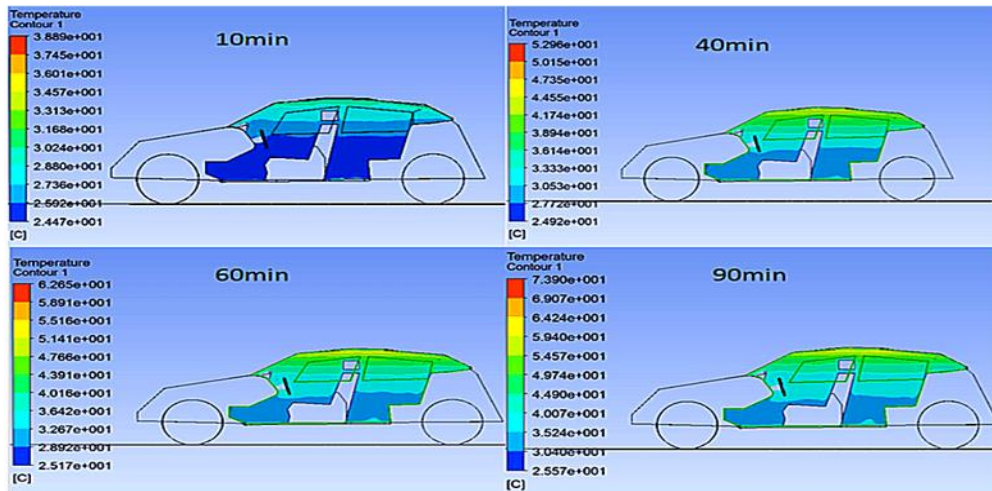 Temperature
Contour 1
10min
3.889e+001
3.745e+001
3.601e+001
3.457e+001
3.313e+001
3.168e+001
3.024e+001
2.880e+001
2.736e+001
2.592e+001
2.447e+001
[C]
Temperature
Contour 1
40min
5.296e+001
5.015e+001
4.735e+001
4.455e+001
4.174e+001
3.894e+001
3.614e+001
3.333e+001
3.053e+001
2.772e+001
2.492e+001
[C]
Temperature
Contour 1
60min
6.265e+001
5.891e+001
5.516e+001
5.141e+001
4.766e+001
4.391e+001
4.016e+001
3.642e+001
3.267e+001
2.892e+001
2.517e+001
[C]
Temperature
Contour 1
90min
7.390e+001
6.907e+001
6.424e+001
5.940e+001
5.457e+001
4.974e+001
4.490e+001
4.007e+001
3.524e+001
3.040e+001
2.557e+001
[C]